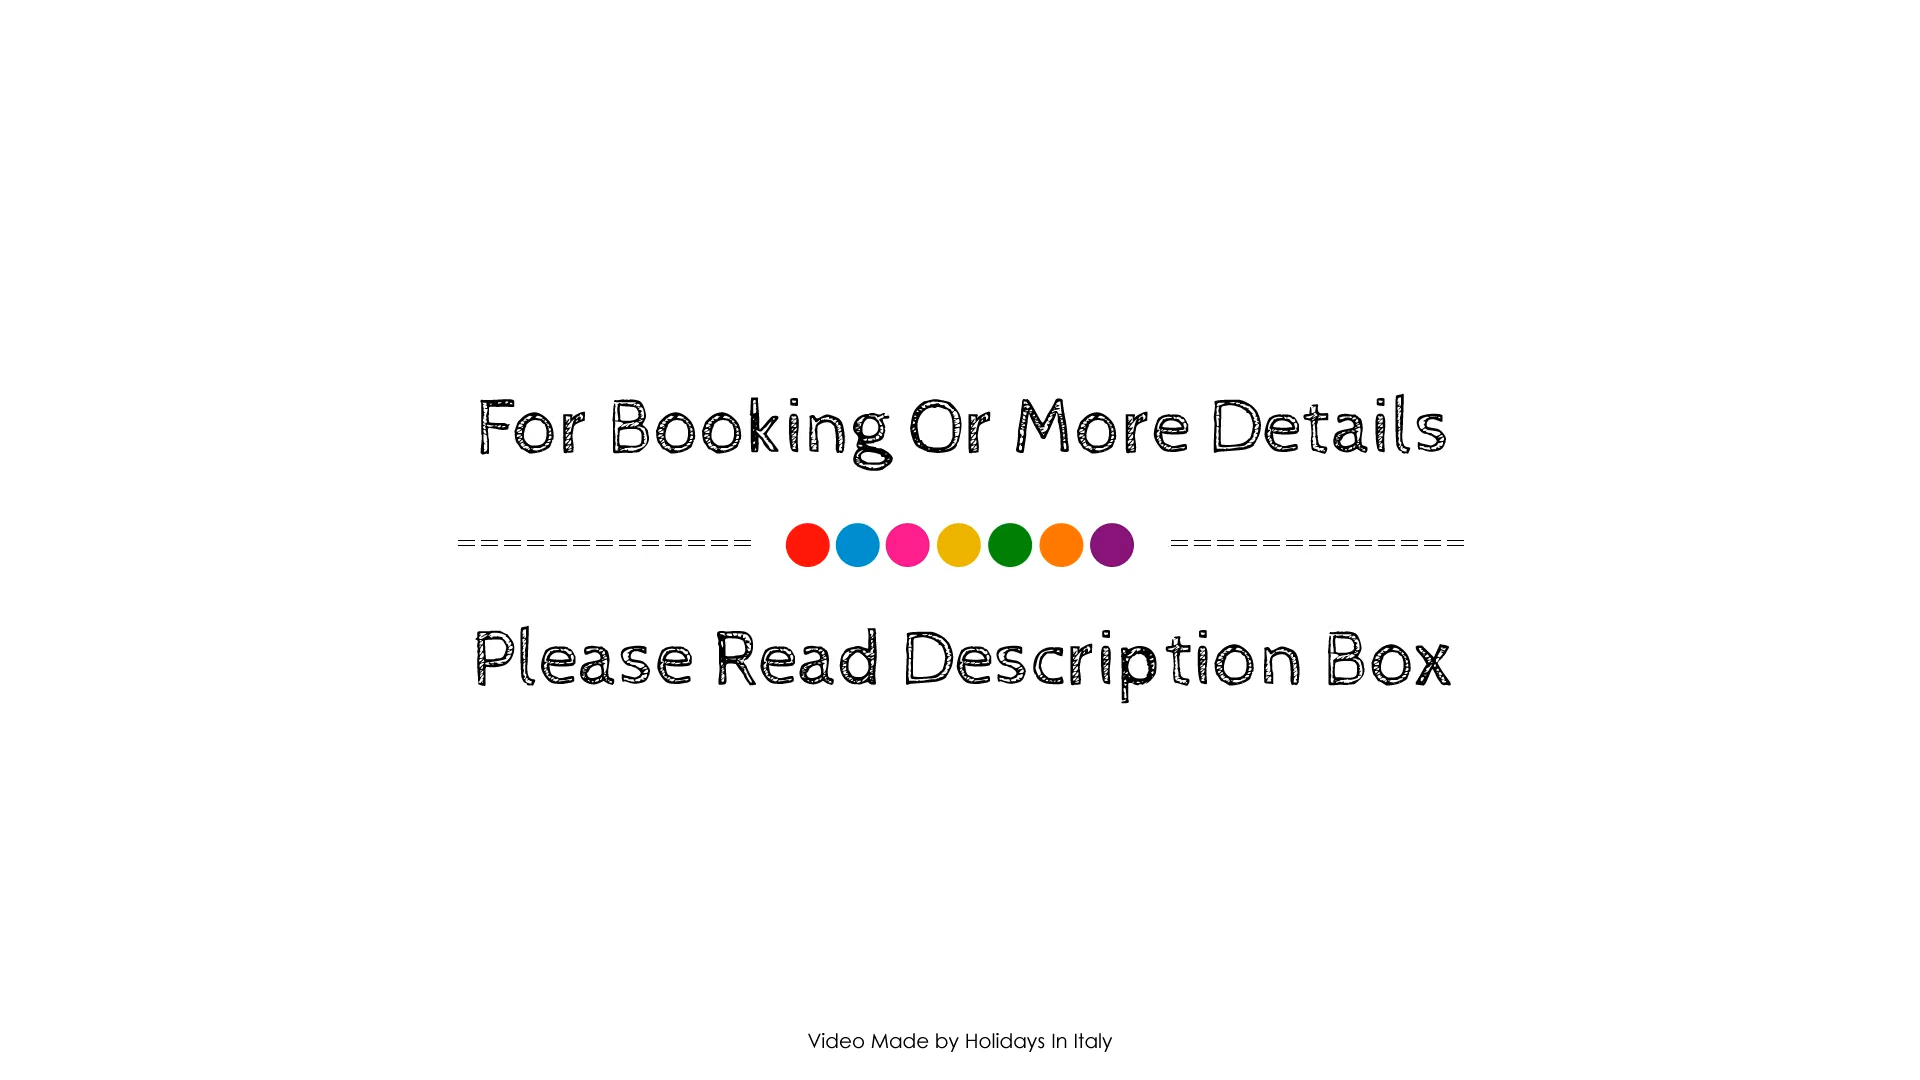 For Booking Or More Details
============= =============
Please Read Description Box
Video Made by Holidays In Italy